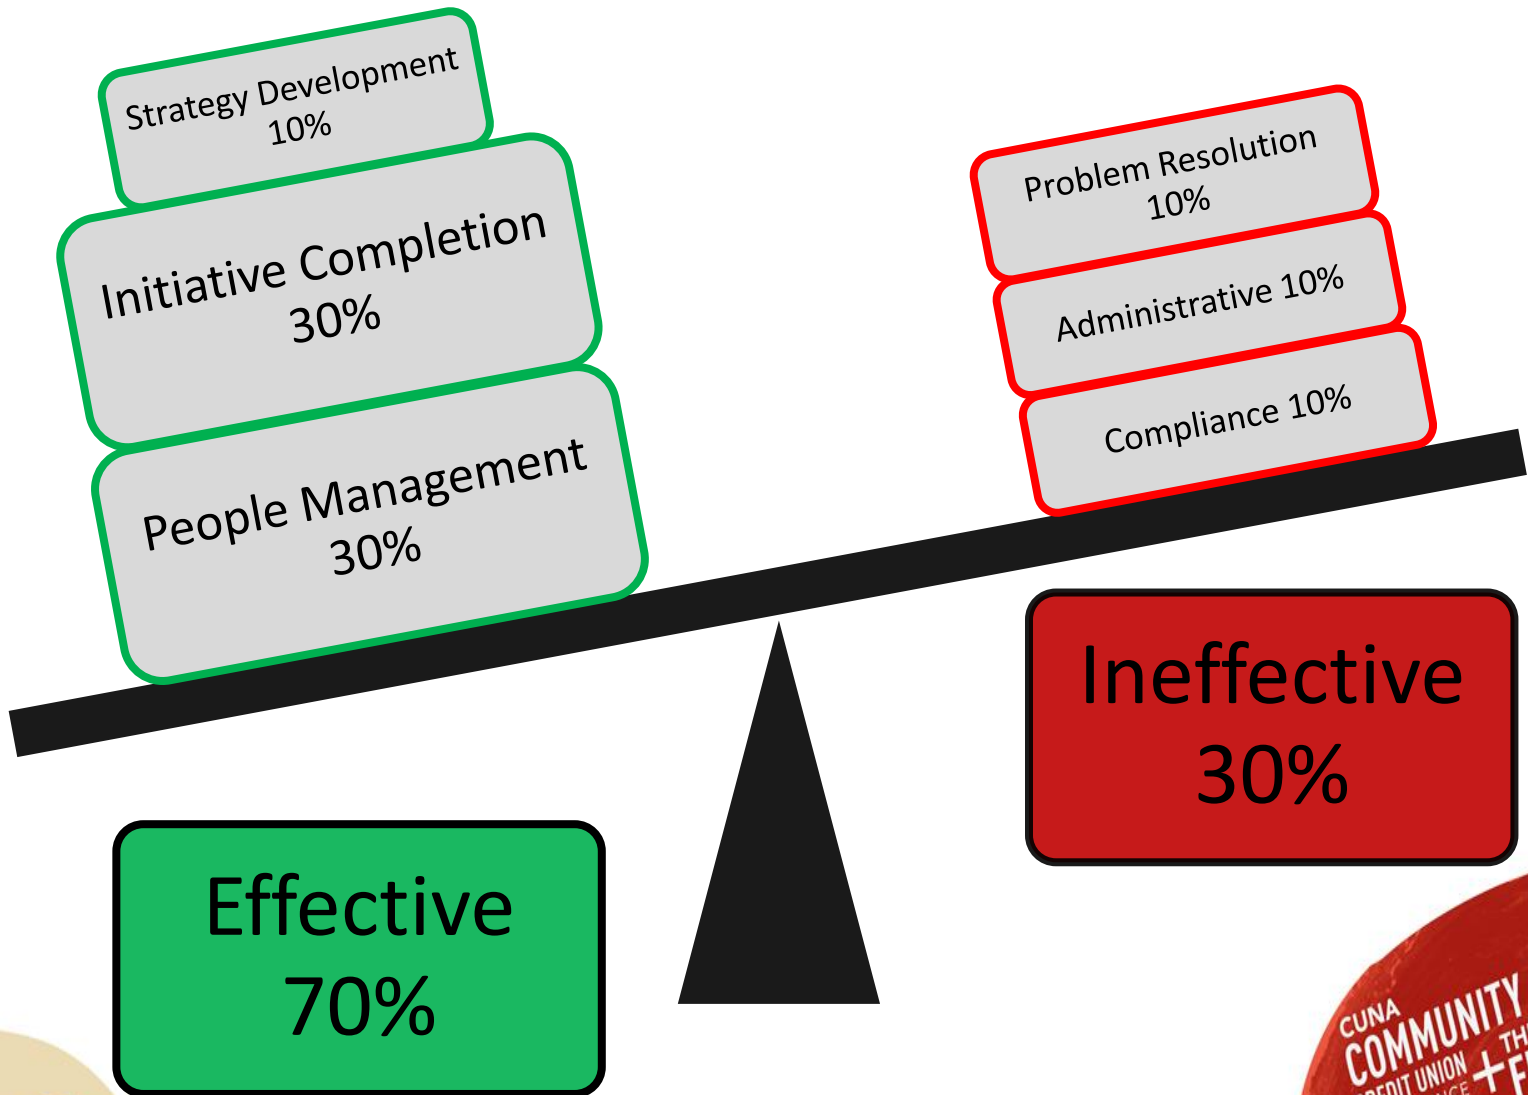 Strategy Development
10%
Initiative Completion
30%
People Management
30%
Problem Resolution
10%
Administrative 10%
Compliance 10%
Effective
70%
Ineffective
30%
CUNA
COMMUNITY
UNION +